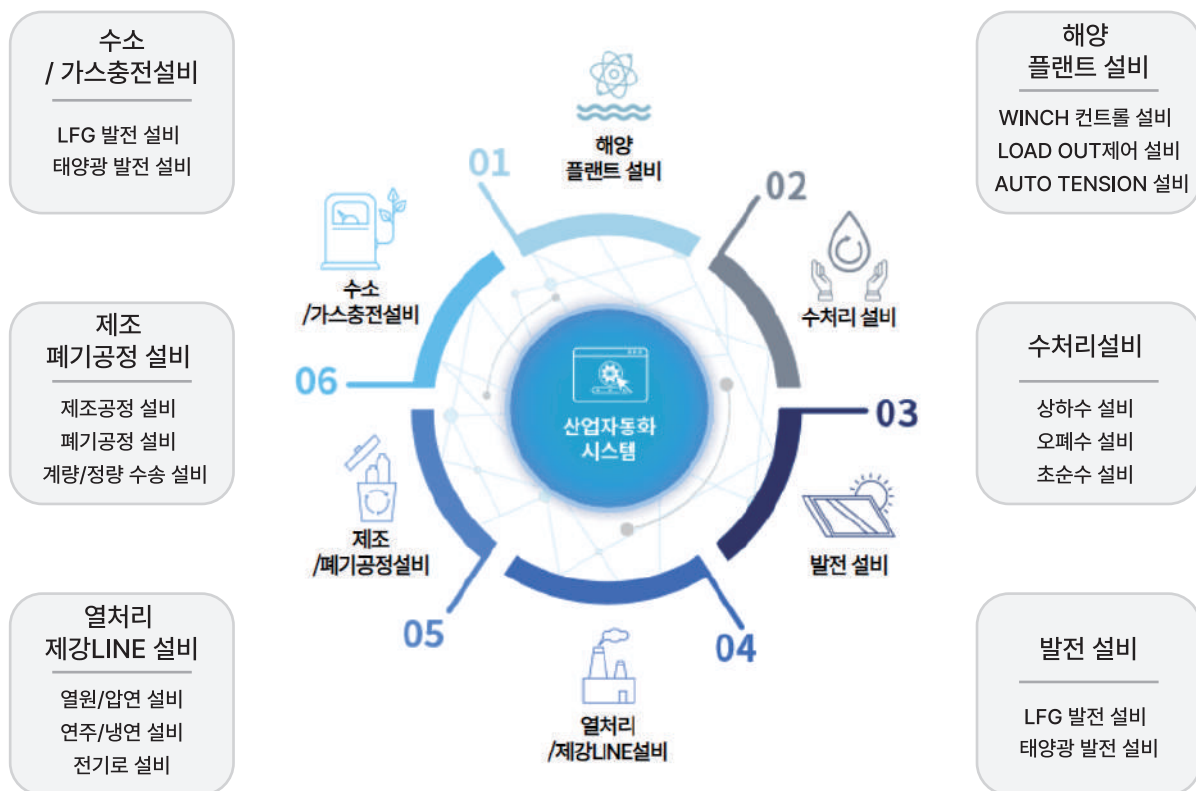 수소
/ 가스충전설비
LFG 발전 설비
태양광 발전 설비
제조
폐기공정 설비
제조공정 설비
폐기공정 설비
계량/정량 수송 설비
열처리
제강LINE 설비
열원/압연 설비
연주/냉연 설비
전기로 설비
01
해양
플랜트 설비
02
수처리 설비
03
발전 설비
04
열처리
/제강LINE설비
05
제조
/폐기공정설비
06
수소
/가스충전설비
산업자동화
시스템
해양
플랜트 설비
WINCH 컨트롤 설비
LOAD OUT제어 설비
AUTO TENSION 설비
수처리설비
상하수 설비
오폐수 설비
초순수 설비
발전 설비
LFG 발전 설비
태양광 발전 설비